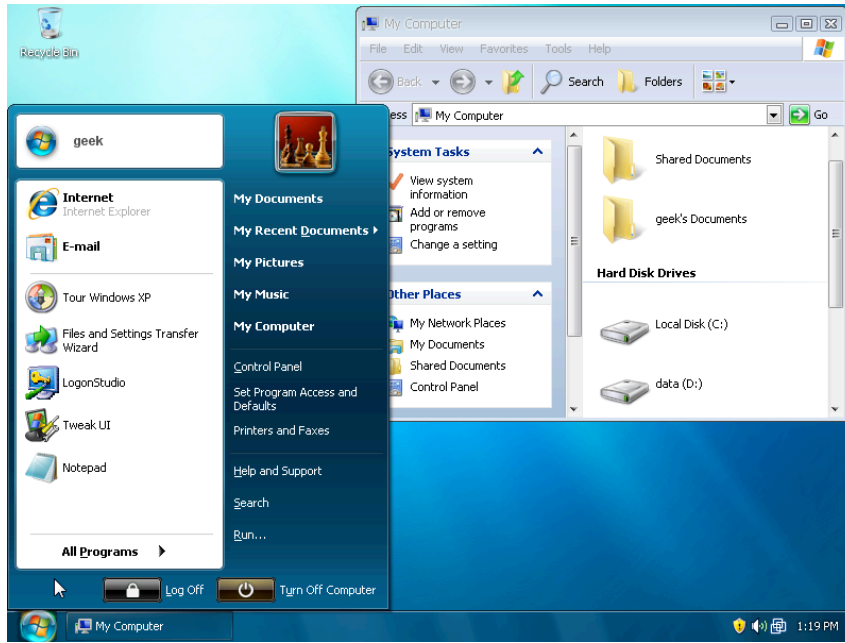 Recycle Bin
My Computer
File Edit View Favorites Tools Help
Back Search Folders
ess My Computer Go
System Tasks
View system
information
Add or remove
programs
Change a setting
Other Places
My Network Places
My Documents
Shared Documents
Control Panel
Shared Documents
geek's Documents
Hard Disk Drives
Local Disk (C:)
data (D:)
geek
Internet
Internet Explorer
E-mail
Tour Windows XP
Files and Settings Transfer
Wizard
LogonStudio
Tweak UI
Notepad
All Programs
My Documents
My Recent Documents
My Pictures
My Music
My Computer
Control Panel
Set Program Access and
Defaults
Printers and Faxes
Help and Support
Search
Run...
Log Off Turn Off Computer
My Computer 1:19 PM